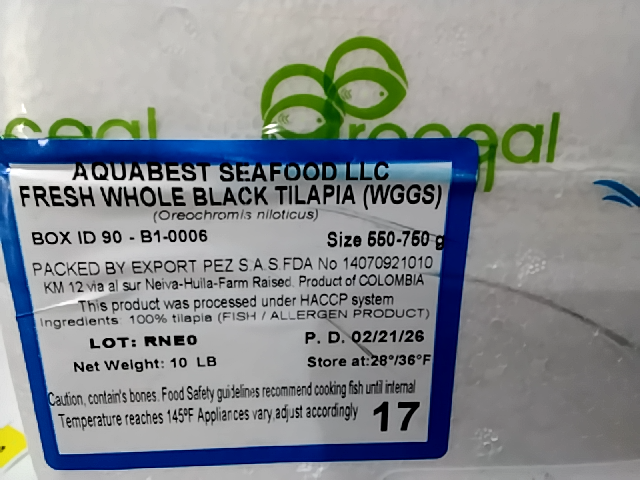 AQUABEST SEAFOOD LLC
FRESH WHOLE BLACK TILAPIA (WGGS)
(Oreochromis niloticus)
BOX ID 90 - B1-0006 Size 550-750 g
PACKED BY EXPORT PEZ S.A.S.FDA No 14070921010
KM 12 via al sur Neiva-Huila-Farm Raised. Product of COLOMBIA
This product was processed under HACCP system
Ingredients: 100% tilapia (FISH / ALLERGEN PRODUCT)
LOT: RNE0 P. D. 02/21/26
Net Weight: 10 LB Store at:28°/36°F
Caution, contain's bones. Food Safety guidelines recommend cooking fish until internal
Temperature reaches 145°F Appliances vary,adjust accordingly 17